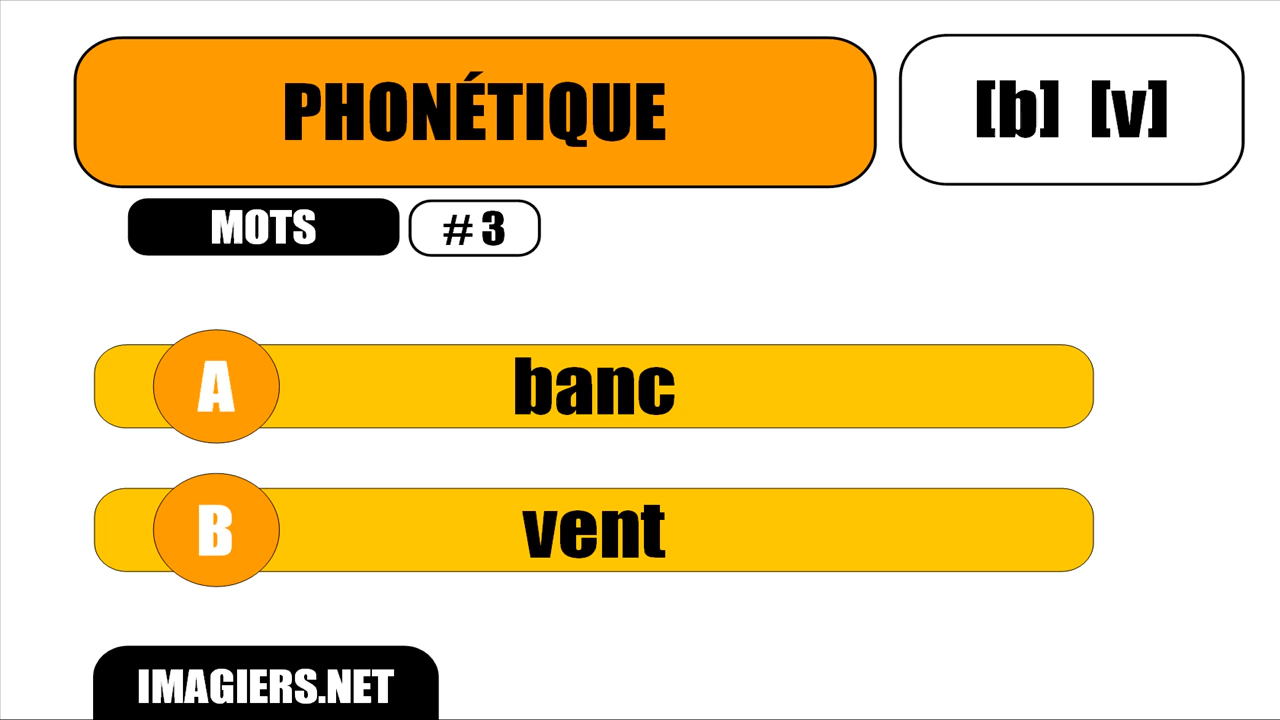 PHONÉTIQUE
[b] [v]
MOTS
# 3
A banc
B vent
IMAGIERS.NET